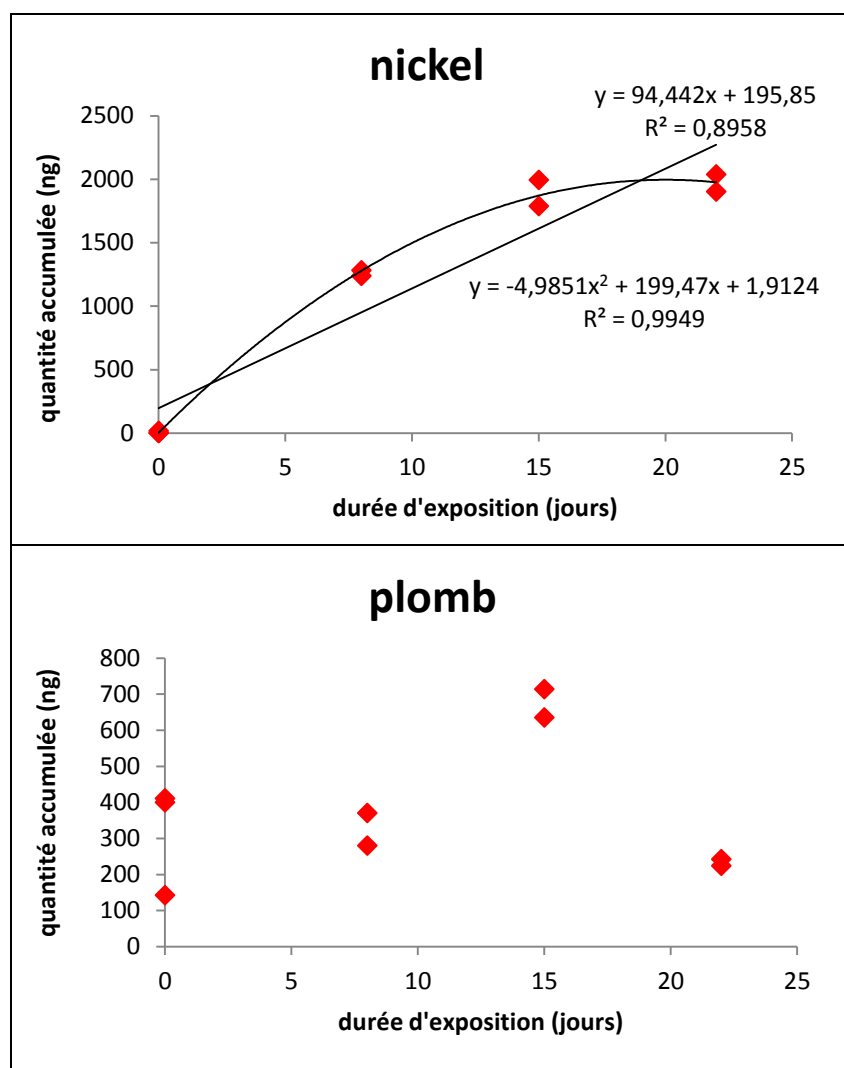 nickel
y = 94,442x + 195,85
R² = 0,8958
2500
2000
1500
1000
500
0
quantité accumulée (ng)
y = -4,9851x² + 199,47x + 1,9124
R² = 0,9949
0 5 10 15 20 25
durée d'exposition (jours)
plomb
800
700
600
500
400
300
200
100
0
quantité accumulée (ng)
0 5 10 15 20 25
durée d'exposition (jours)